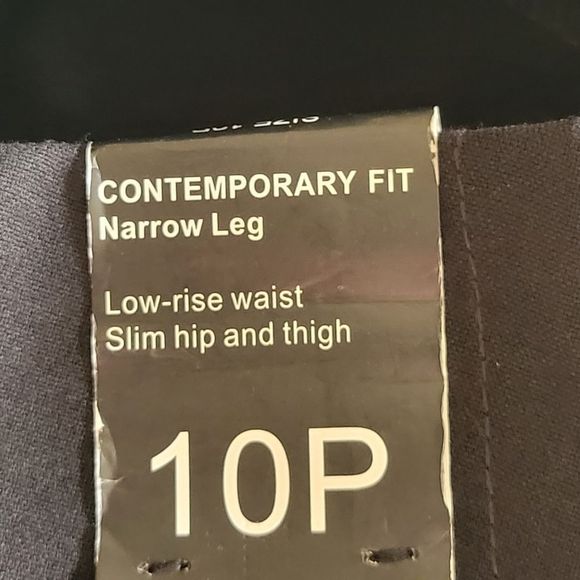 CONTEMPORARY FIT
Narrow Leg
Low-rise waist
Slim hip and thigh
10P